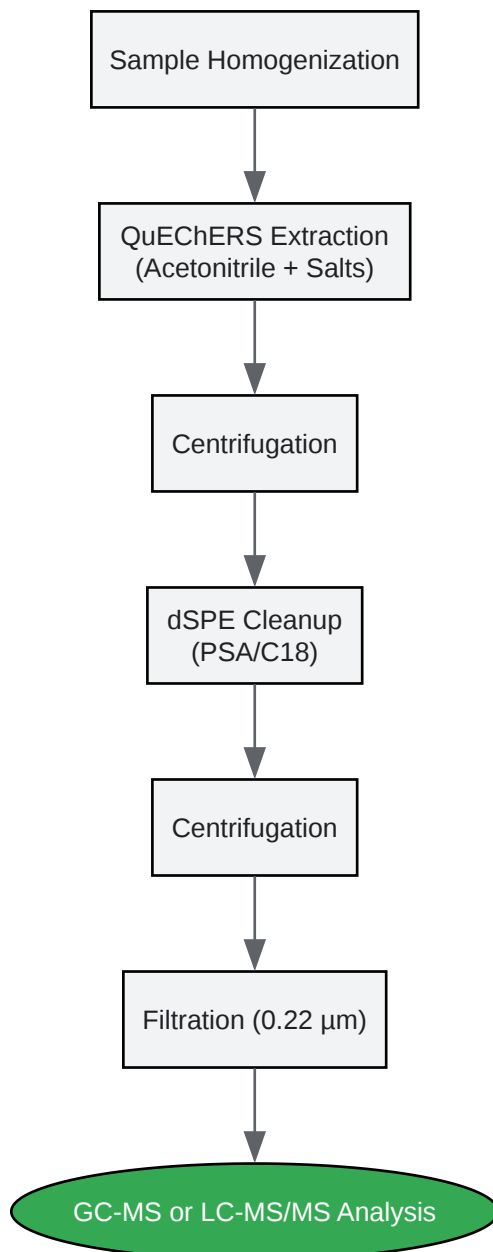 Sample Homogenization
QuEChERS Extraction
(Acetonitrile + Salts)
Centrifugation
dSPE Cleanup
(PSA/C18)
Centrifugation
Filtration (0.22 µm)
GC-MS or LC-MS/MS Analysis